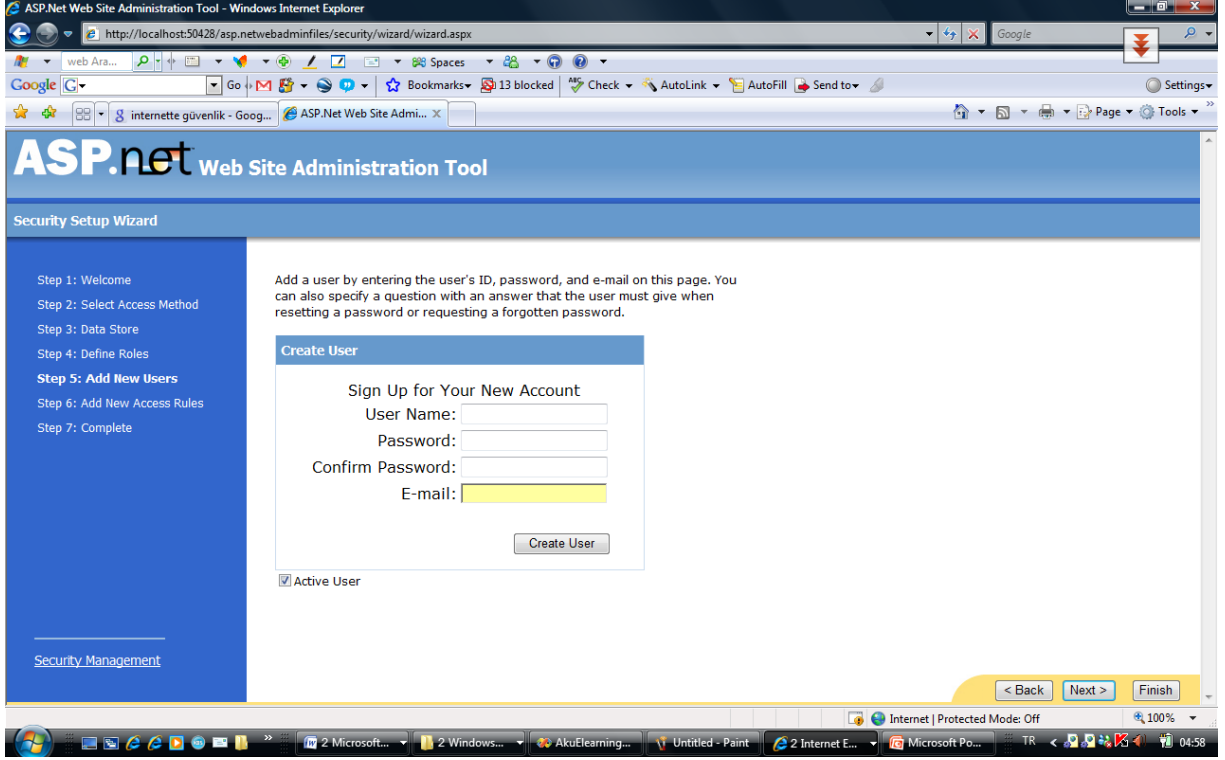 ASP.Net Web Site Administration Tool - Windows Internet Explorer
http://localhost:50428/asp.netwebadminfiles/security/wizard/wizard.aspx
Google
web Ara...
Spaces
Google
G
Go
Bookmarks
13 blocked
Check
AutoLink
AutoFill
Send to
Settings
internette güvenlik - Goog...
ASP.Net Web Site Admi...
Page
Tools
ASP.net Web Site Administration Tool
Security Setup Wizard
Step 1: Welcome
Step 2: Select Access Method
Step 3: Data Store
Step 4: Define Roles
Step 5: Add New Users
Step 6: Add New Access Rules
Step 7: Complete
Security Management
Add a user by entering the user's ID, password, and e-mail on this page. You
can also specify a question with an answer that the user must give when
resetting a password or requesting a forgotten password.
Create User
Sign Up for Your New Account
User Name:
Password:
Confirm Password:
E-mail:
Create User
Active User
< Back
Next >
Finish
Internet | Protected Mode: Off
100%
2 Microsoft...
2 Windows...
AkuElearning...
Untitled - Paint
2 Internet E...
Microsoft Po...
TR
04:58